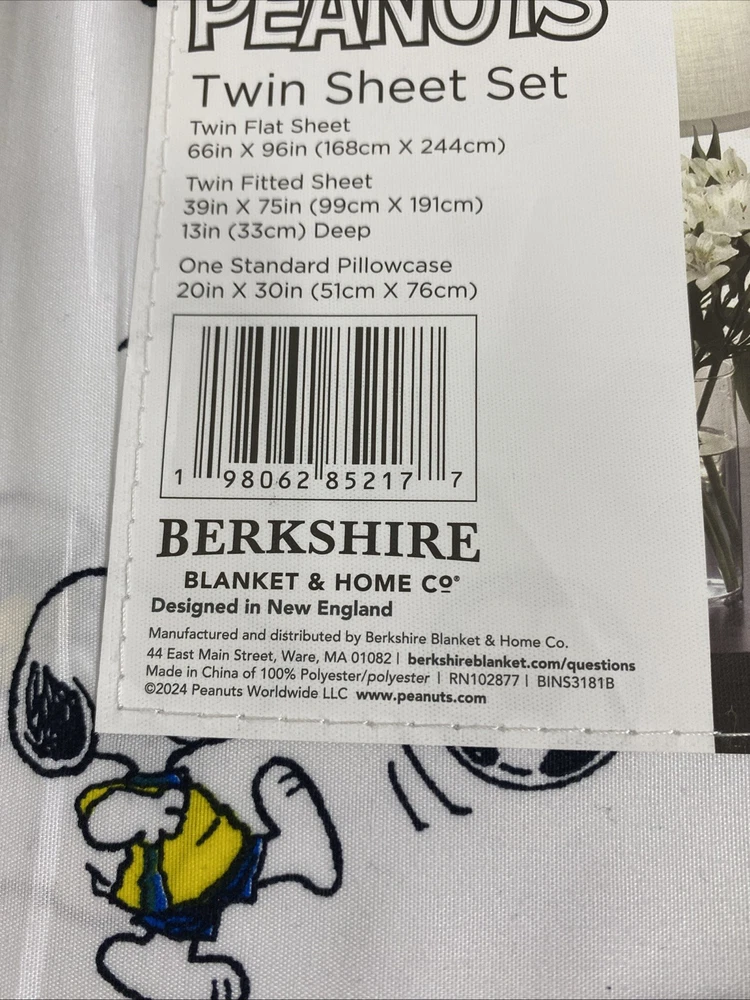 PEANUTS
Twin Sheet Set
Twin Flat Sheet
66in X 96in (168cm X 244cm)
Twin Fitted Sheet
39in X 75in (99cm X 191cm)
13in (33cm) Deep
One Standard Pillowcase
20in X 30in (51cm X 76cm)
1 98062 85217 7
BERKSHIRE
BLANKET & HOME Cº®
Designed in New England
Manufactured and distributed by Berkshire Blanket & Home Co.
44 East Main Street, Ware, MA 01082 | berkshireblanket.com/questions
Made in China of 100% Polyester/polyester | RN102877 | BINS3181B
©2024 Peanuts Worldwide LLC www.peanuts.com